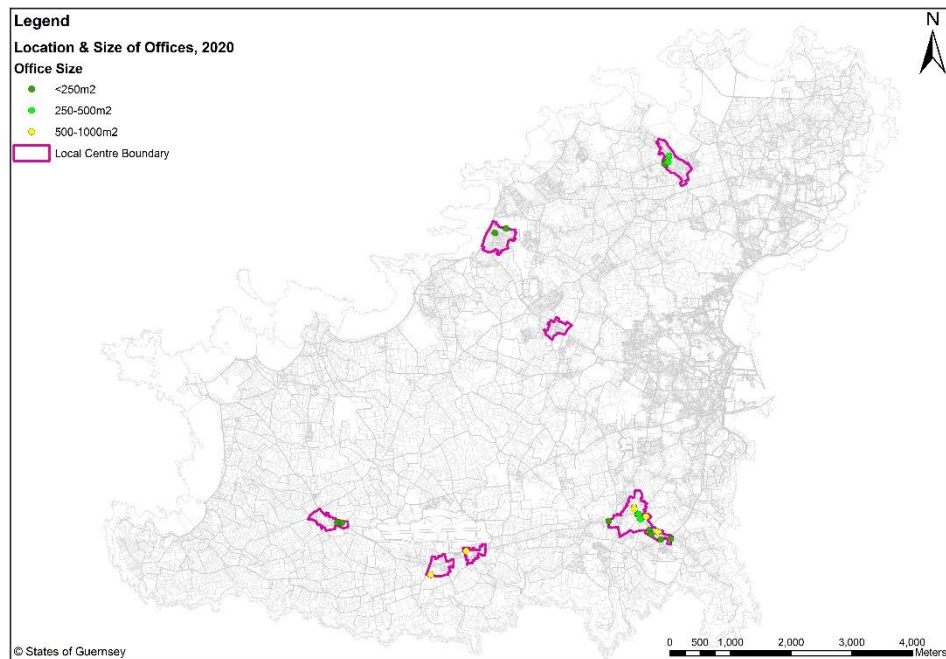 Legend
Location & Size of Offices, 2020
Office Size
<250m2
250-500m2
500-1000m2
Local Centre Boundary
N
© States of Guernsey
0 500 1,000 2,000 3,000 4,000
Meters